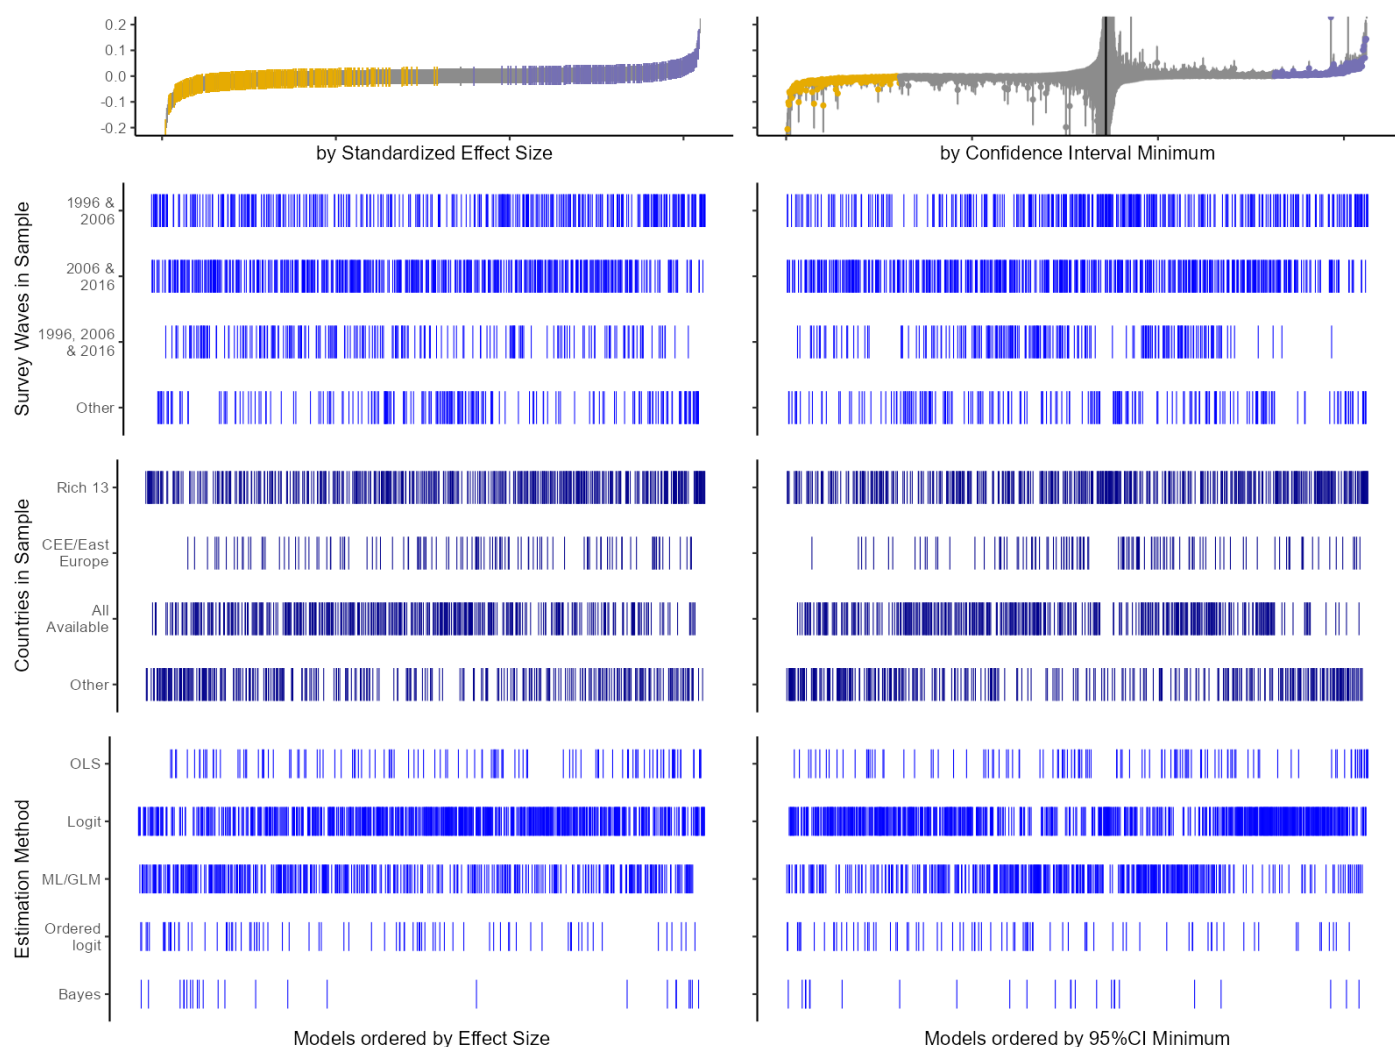 0.2
0.1
0.0
-0.1
-0.2
by Standardized Effect Size
by Confidence Interval Minimum
Survey Waves in Sample
1996 &
2006
2006 &
2016
1996, 2006
& 2016
Other
Countries in Sample
Rich 13
CEE/East
Europe
All
Available
Other
Estimation Method
OLS
Logit
ML/GLM
Ordered
logit
Bayes
Models ordered by Effect Size
Models ordered by 95%CI Minimum